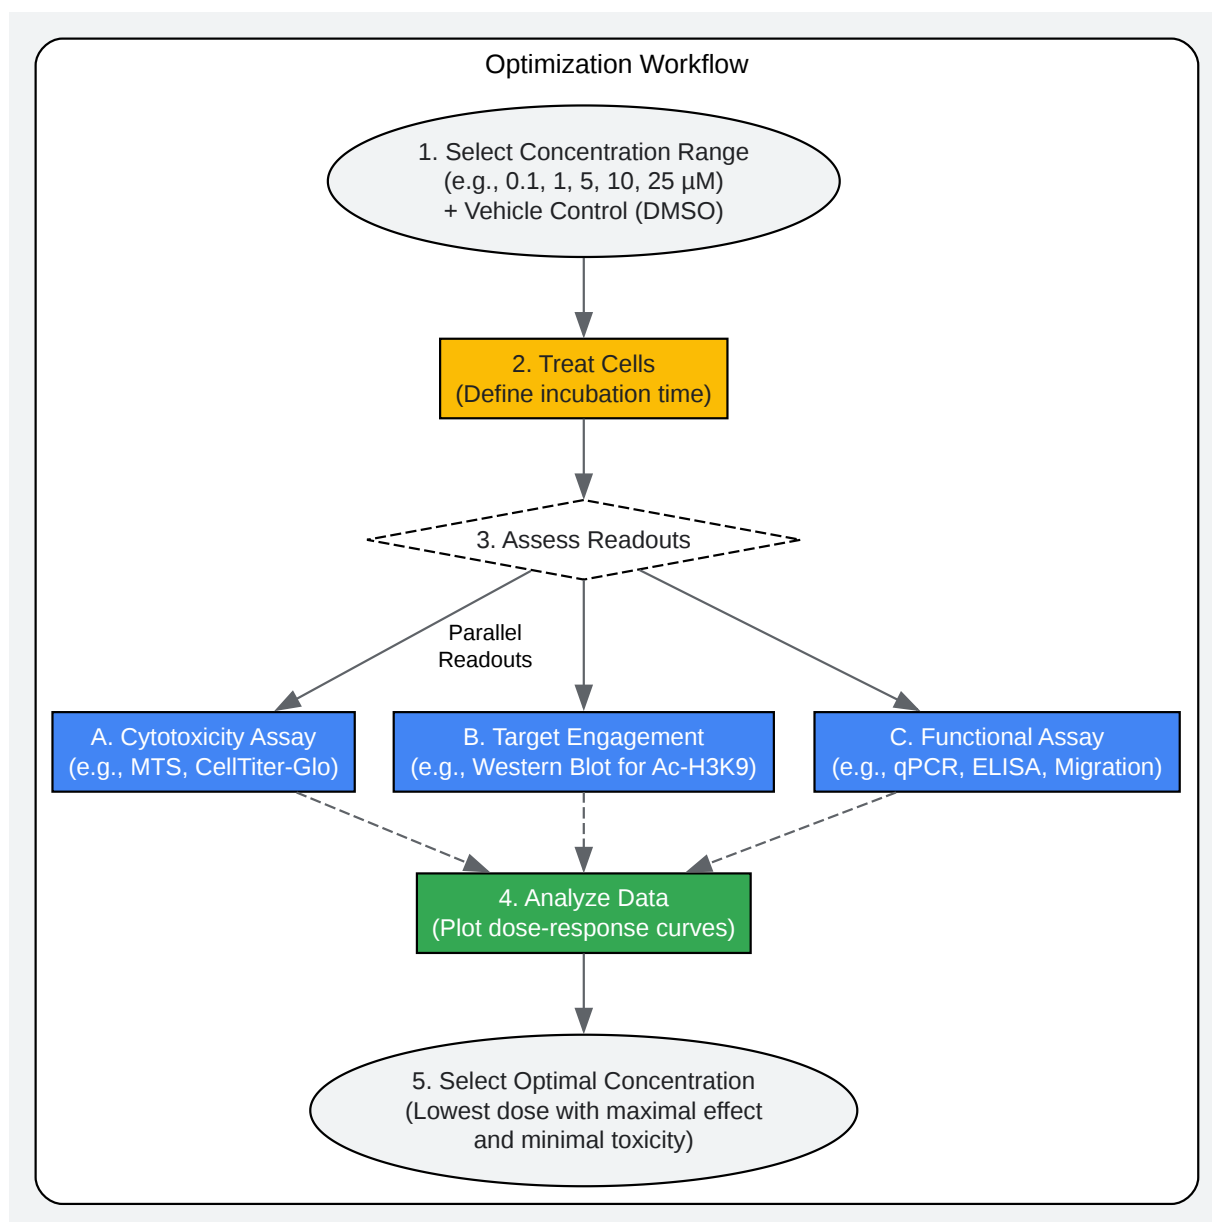 Optimization Workflow
1. Select Concentration Range
(e.g., 0.1, 1, 5, 10, 25 µM)
+ Vehicle Control (DMSO)
2. Treat Cells
(Define incubation time)
3. Assess Readouts
Parallel
Readouts
A. Cytotoxicity Assay
(e.g., MTS, CellTiter-Glo)
B. Target Engagement
(e.g., Western Blot for Ac-H3K9)
C. Functional Assay
(e.g., qPCR, ELISA, Migration)
4. Analyze Data
(Plot dose-response curves)
5. Select Optimal Concentration
(Lowest dose with maximal effect
and minimal toxicity)